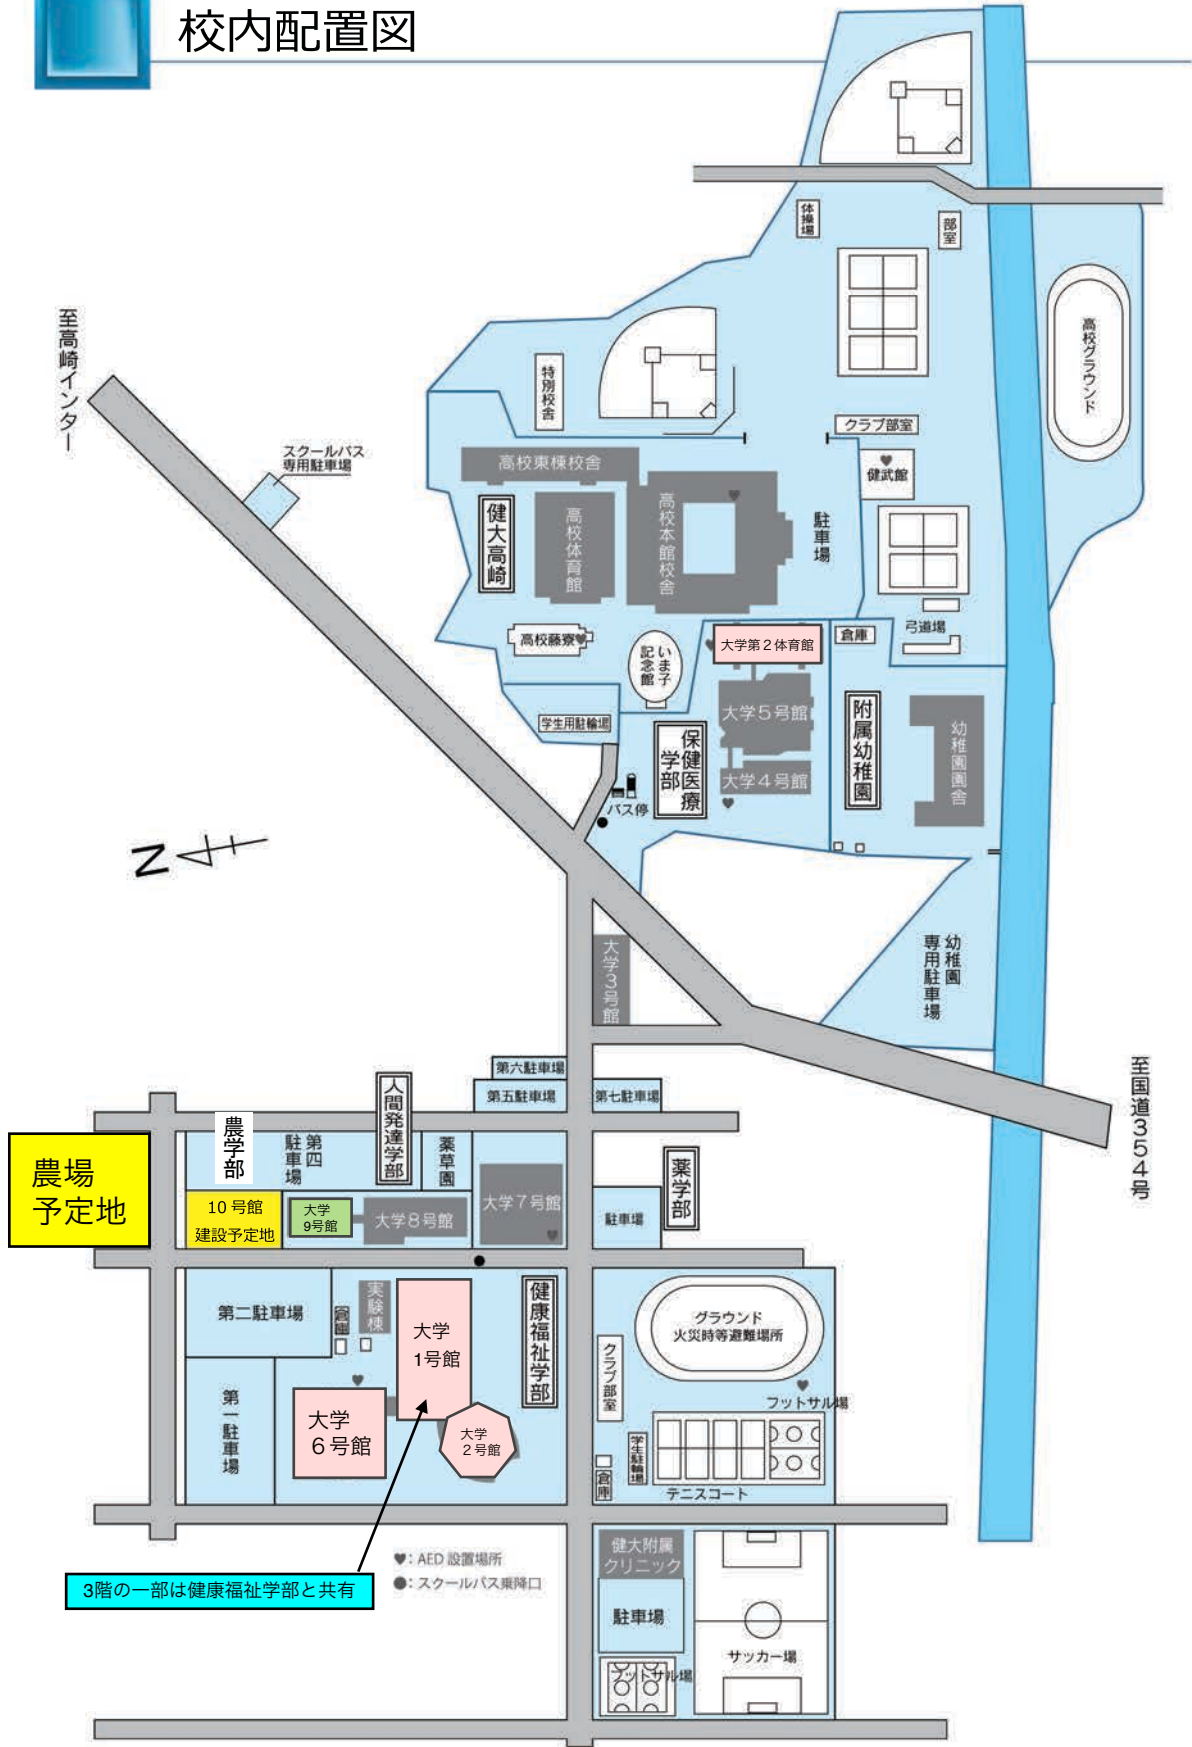 校内配置図
体操場
部室
至高崎インター
高校グラウンド
特別校舎
スクールバス
専用駐車場
クラブ部室
高校東棟校舎
健武館
健大高崎
高校体育館
高校本館校舎
駐車場
高校藤寮
いま子
記念館
大学第2体育館
倉庫
弓道場
学生用駐輪場
大学5号館
保健医療
学部
附属幼稚園
幼稚園園舎
大学4号館
バス停
N
大学3号館
幼稚園
専用駐車場
至国道354号
第六駐車場
第五駐車場
第七駐車場
人間発達学部
農学部
第四
駐車場
薬草園
農場
予定地
10号館
建設予定地
大学
9号館
大学8号館
大学7号館
薬学部
駐車場
第二駐車場
倉庫
実験棟
大学
1号館
健康福祉学部
グラウンド
火災時等避難場所
クラブ部室
フットサル場
第一駐車場
大学
6号館
大学
2号館
学生駐輪場
倉庫
テニスコート
3階の一部は健康福祉学部と共有
♥：AED 設置場所
●：スクールバス乗降口
健大附属
クリニック
駐車場
サッカー場
フットサル場